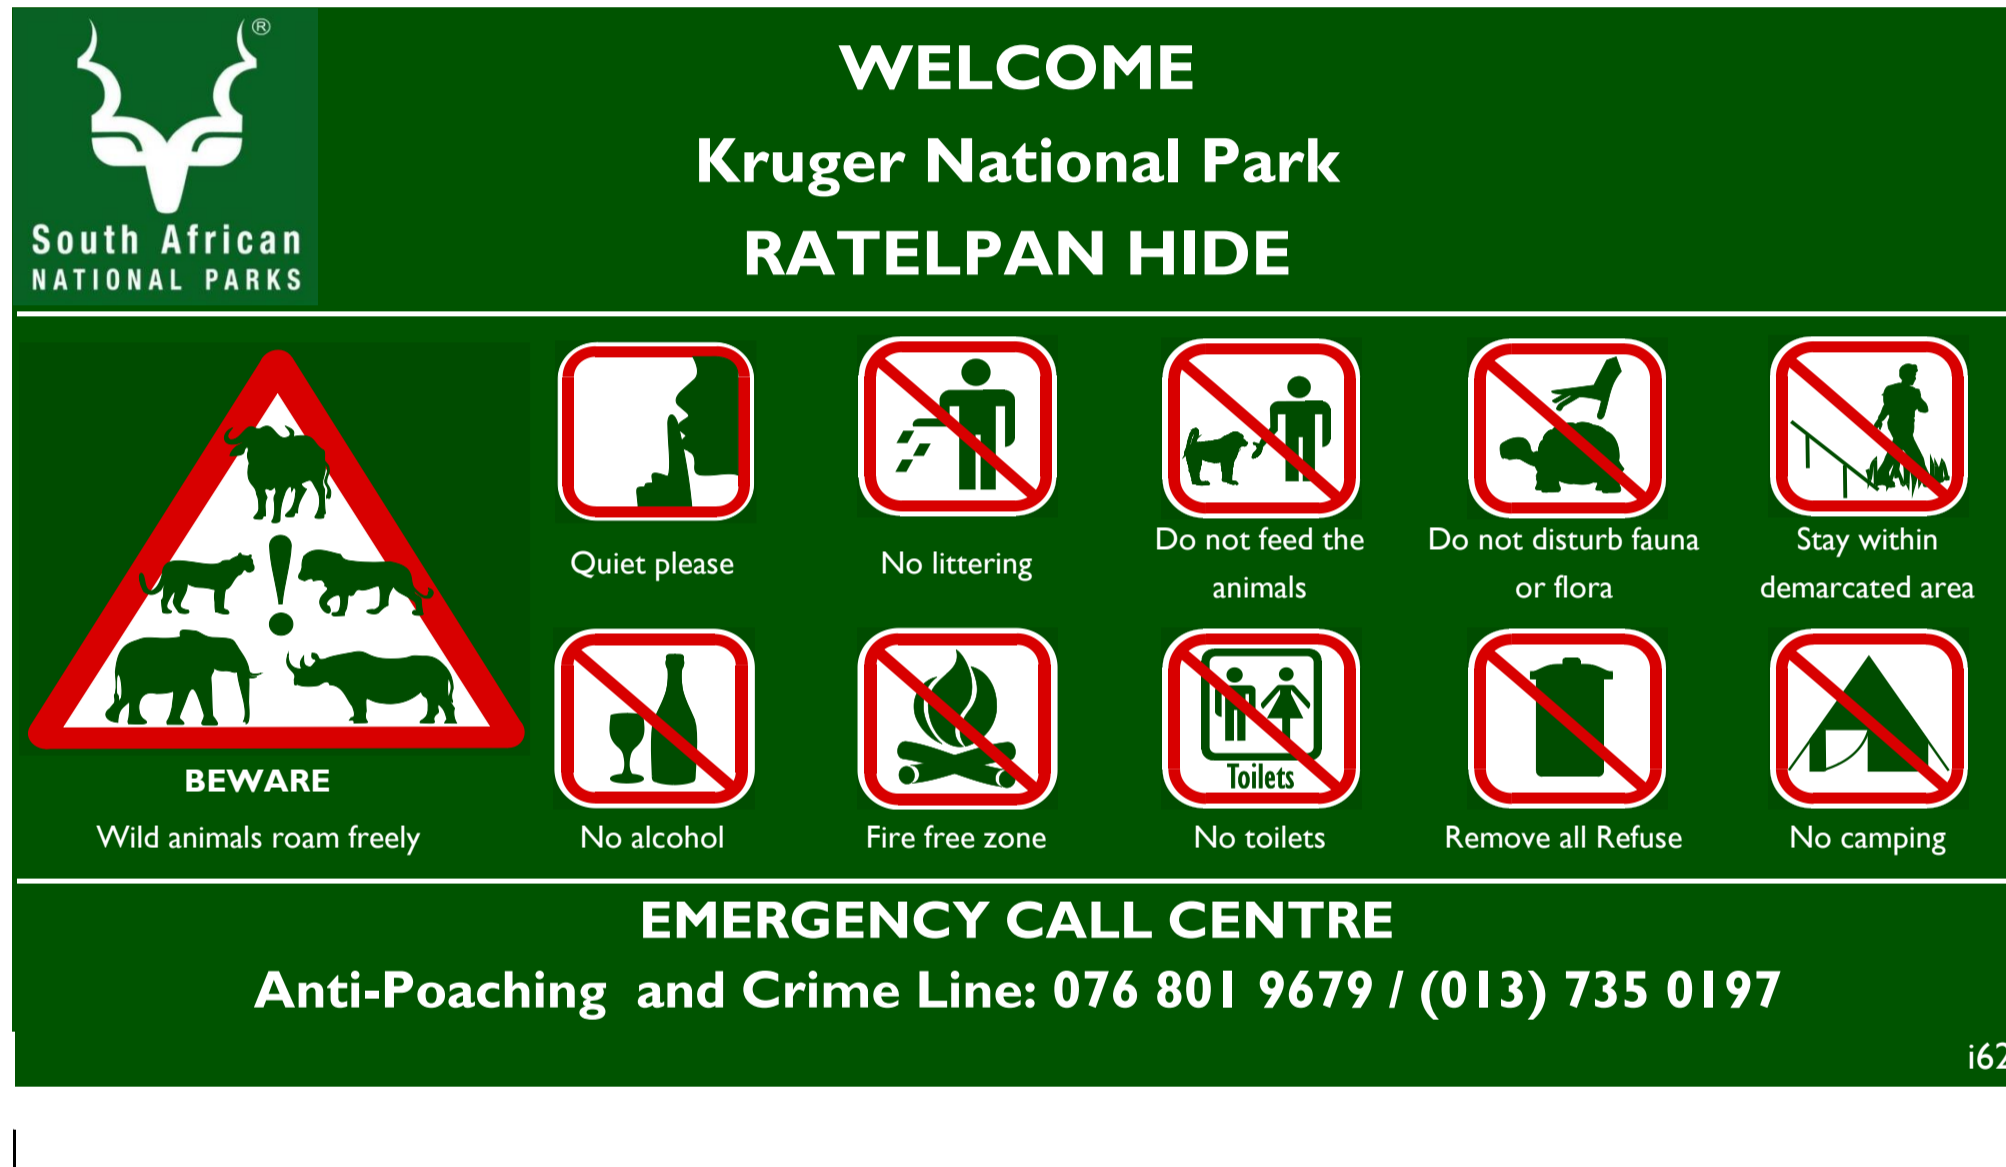 ®
South African
NATIONAL PARKS
WELCOME
Kruger National Park
RATELPAN HIDE
BEWARE
Wild animals roam freely
Quiet please
No littering
Do not feed the
animals
Do not disturb fauna
or flora
Stay within
demarcated area
No alcohol
Fire free zone
Toilets
No toilets
Remove all Refuse
No camping
EMERGENCY CALL CENTRE
Anti-Poaching and Crime Line: 076 801 9679 / (013) 735 0197
i62